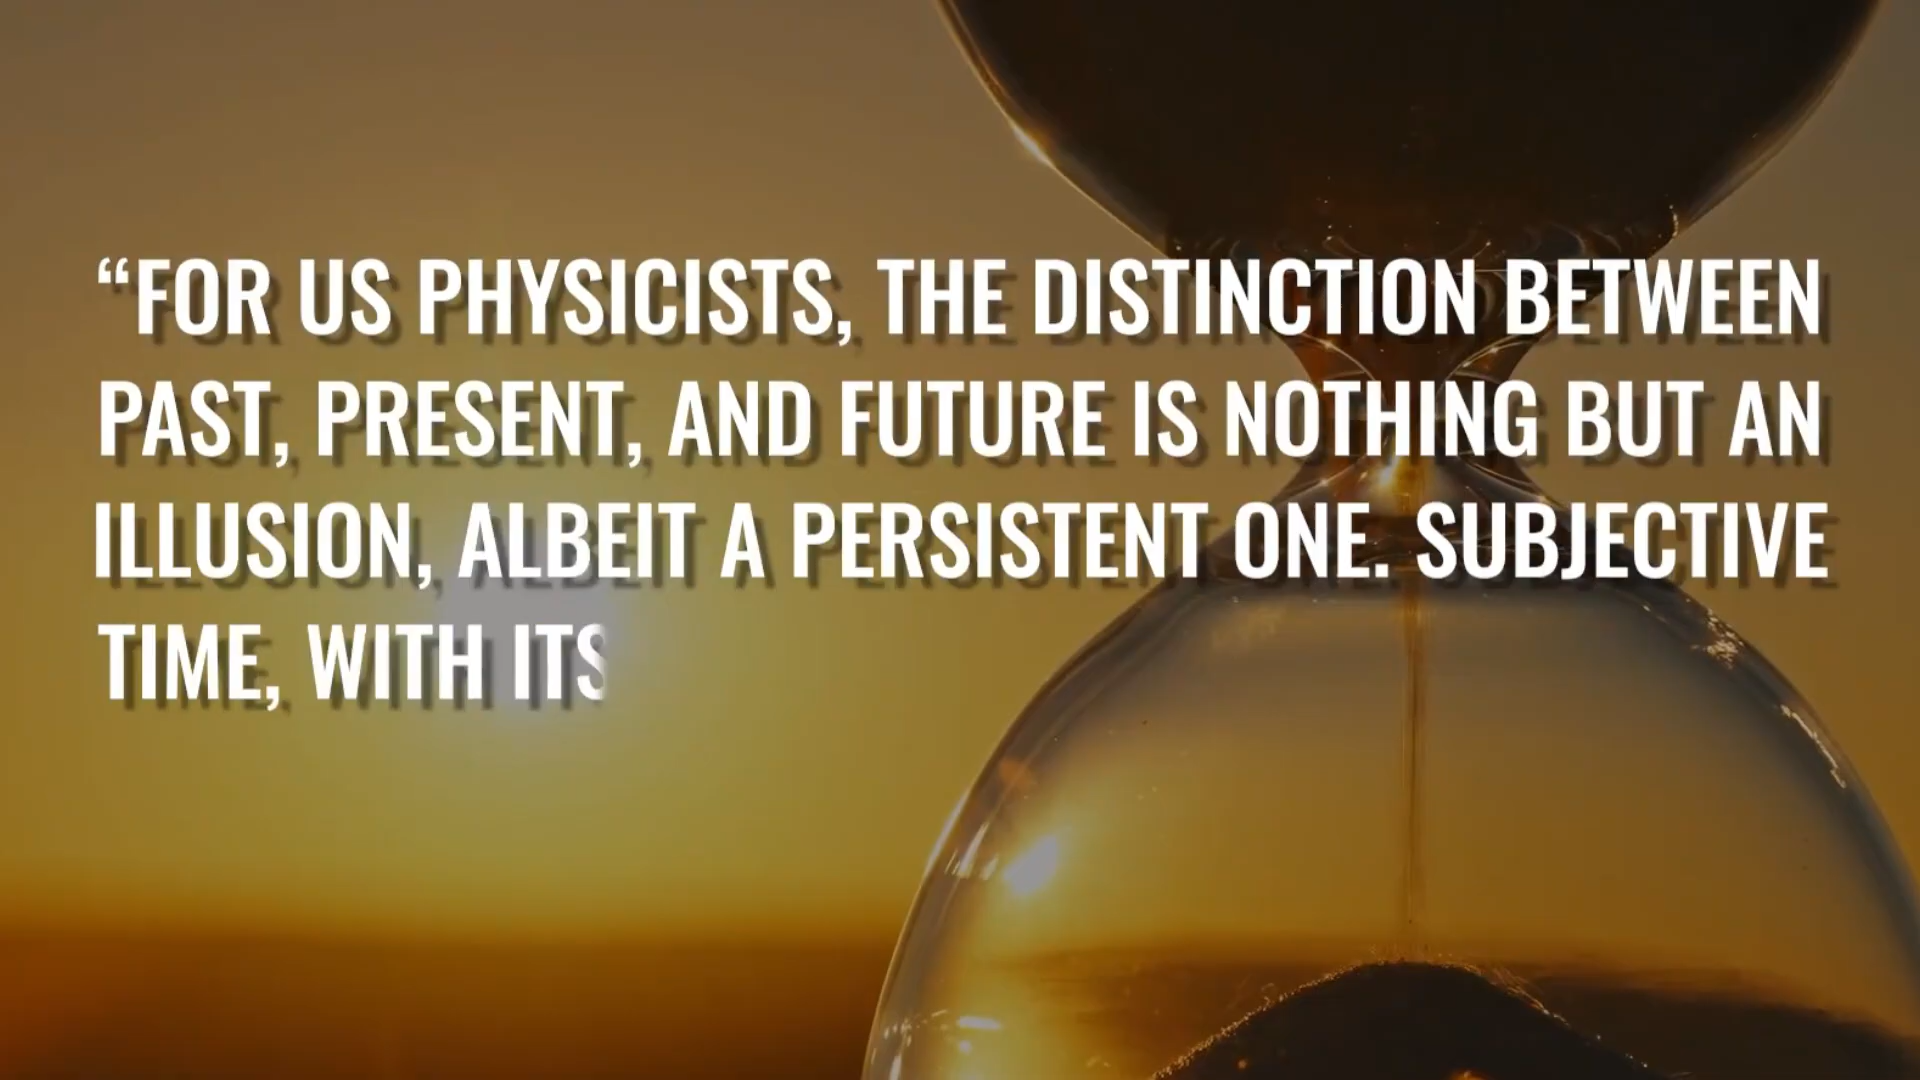 “FOR US PHYSICISTS, THE DISTINCTION BETWEEN
PAST, PRESENT, AND FUTURE IS NOTHING BUT AN
ILLUSION, ALBEIT A PERSISTENT ONE. SUBJECTIVE
TIME, WITH ITS